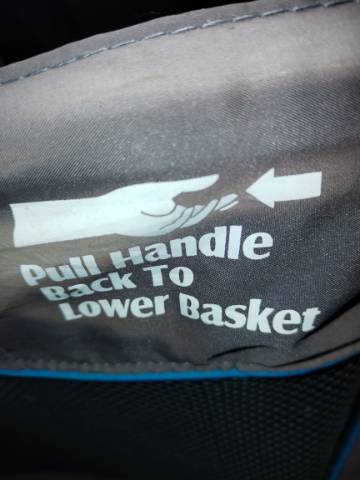 Pull Handle
Back To
Lower Basket